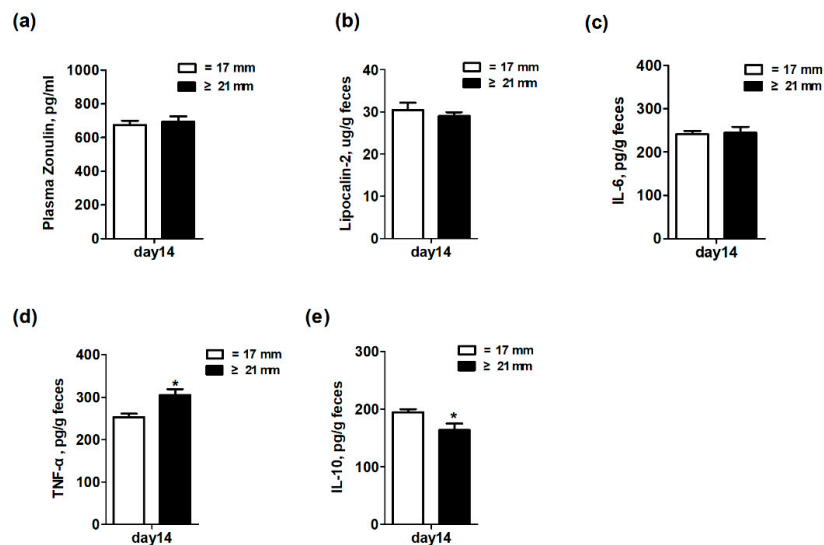 (a)
= 17 mm
≥ 21 mm
Plasma Zonulin, pg/ml
1000
800
600
400
200
0
day14
(b)
= 17 mm
≥ 21 mm
Lipocalin-2, ug/g feces
40
30
20
10
0
day14
(c)
= 17 mm
≥ 21 mm
IL-6, pg/g feces
400
300
200
100
0
day14
(d)
= 17 mm
≥ 21 mm
TNF-α , pg/g feces
400
300
200
100
0
*
day14
(e)
= 17 mm
≥ 21 mm
IL-10, pg/g feces
300
200
100
0
*
day14